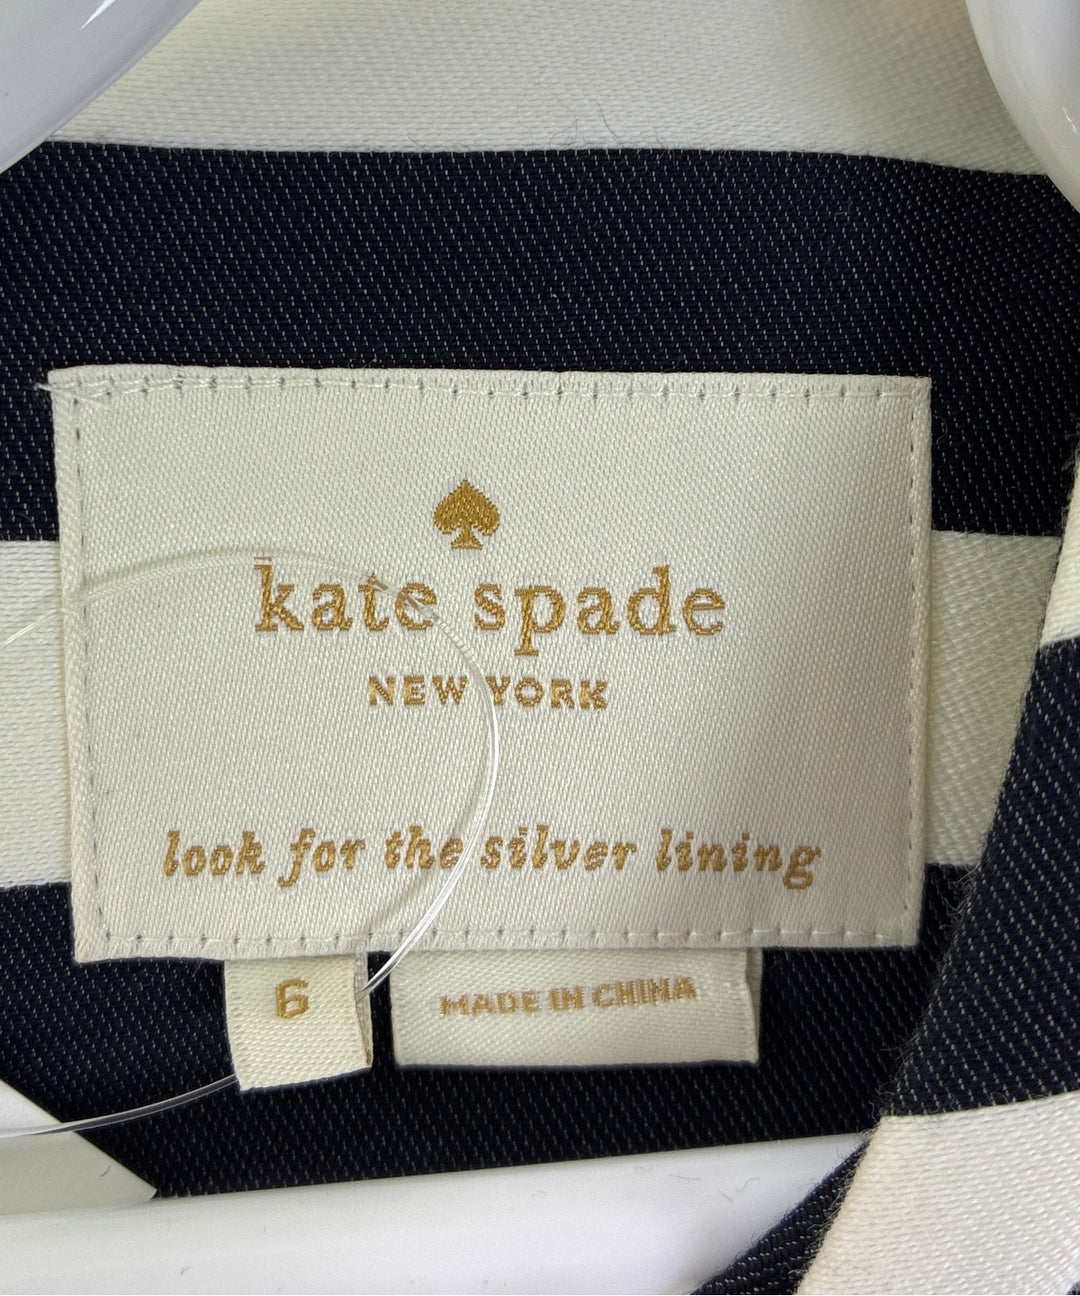 kate spade
NEW YORK
look for the silver lining
6
MADE IN CHINA